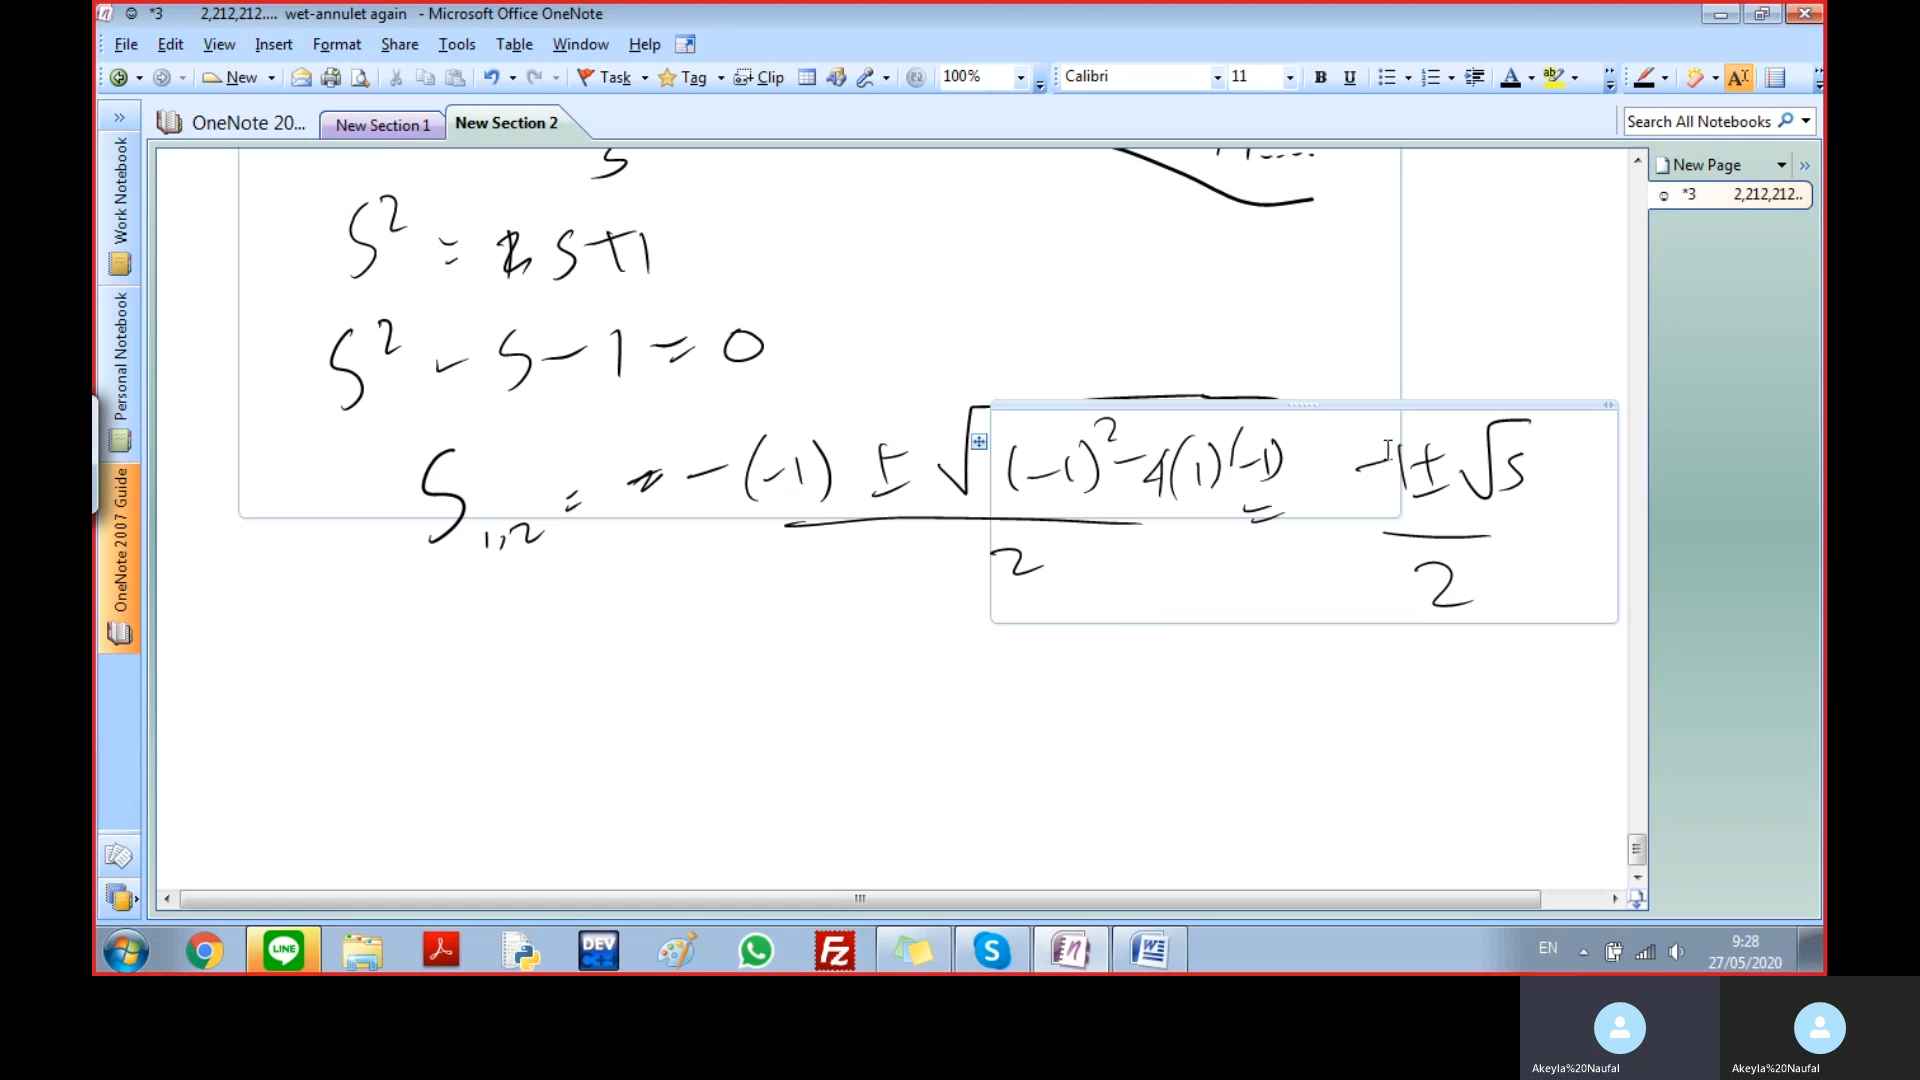 *3 2,212,212.... wet-annulet again - Microsoft Office OneNote
File Edit View Insert Format Share Tools Table Window Help
New Task Tag Clip 100% Calibri 11 B U
OneNote 20... New Section 1 New Section 2 Search All Notebooks
New Page
*3 2,212,212..
Work Notebook
Personal Notebook
OneNote 2007 Guide
S
S² = S+1
S² - S - 1 = 0
S1,2 = -(-1) ± √(-1)²-4(1)(-1) -1 ± √5
2 2
LINE DEV C++ Fz S W EN 9:28
27/05/2020
Akeyla%20Naufal Akeyla%20Naufal